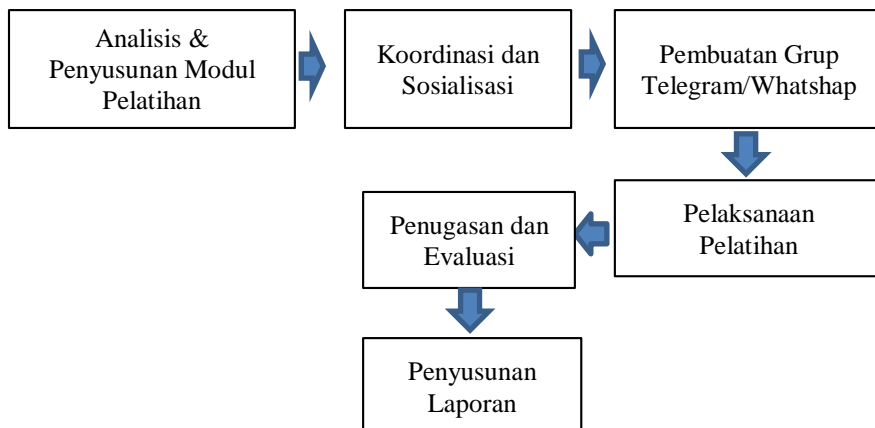 Analisis &
Penyusunan Modul
Pelatihan
Koordinasi dan
Sosialisasi
Pembuatan Grup
Telegram/Whatshap
Pelaksanaan
Pelatihan
Penugasan dan
Evaluasi
Penyusunan
Laporan